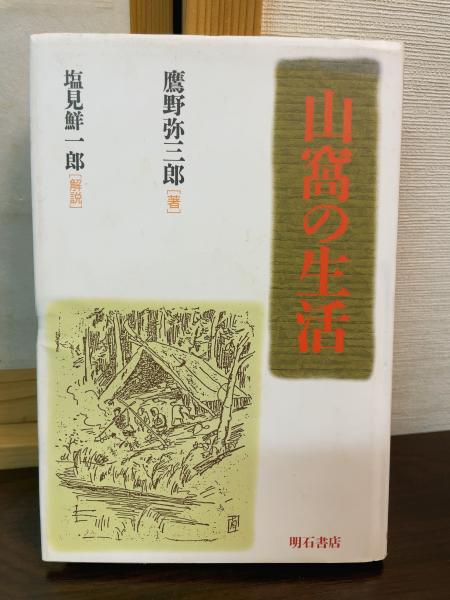 山窩の生活
鷹野弥三郎[著]
塩見鮮一郎[解説]
明石書店